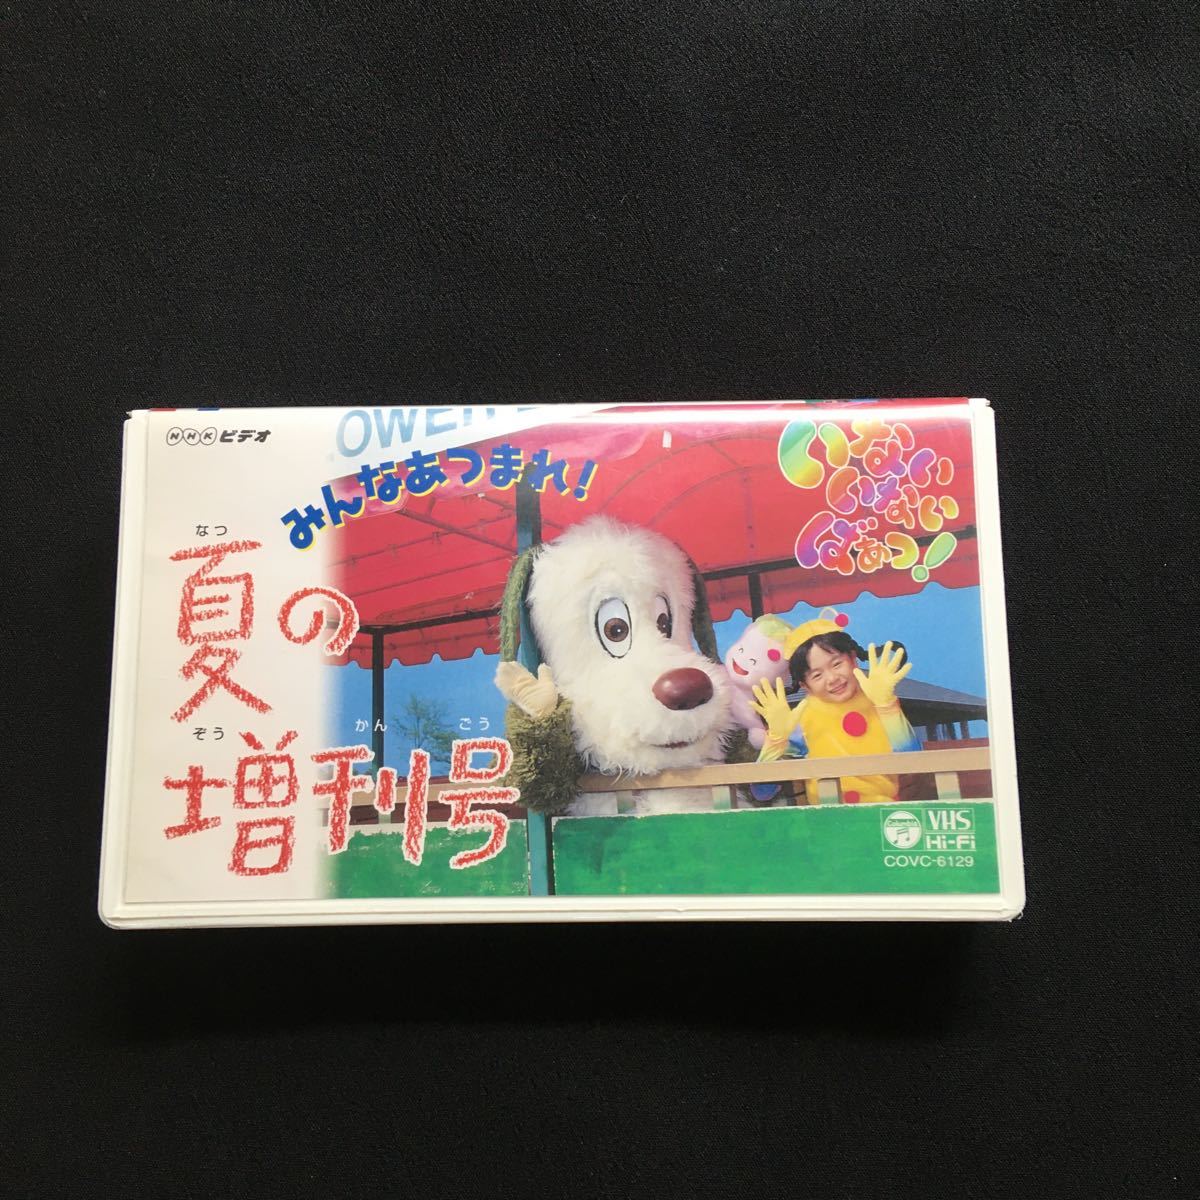 NHKビデオ
みんなあつまれ!
なつ
夏の
ぞう かん ごう
増刊号
いない
いない
ばあっ!
Columbia
VHS
Hi-Fi
COVC-6129